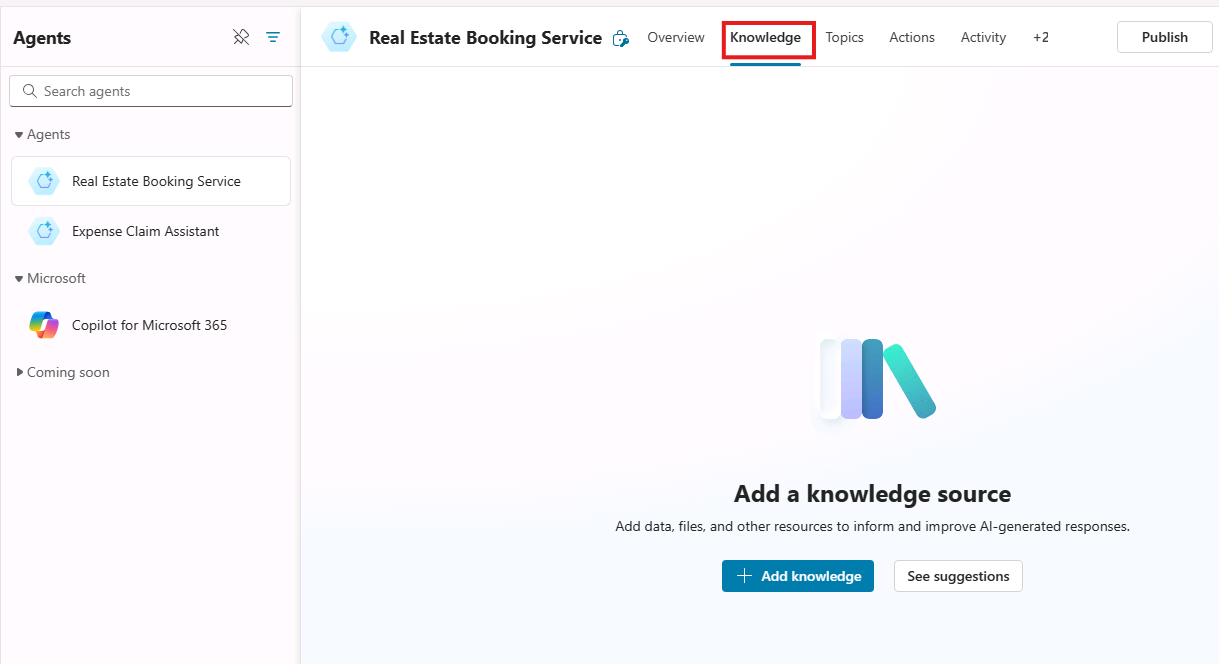 Agents
Search agents
Agents
Real Estate Booking Service
Expense Claim Assistant
Microsoft
Copilot for Microsoft 365
Coming soon
Real Estate Booking Service Overview Knowledge Topics Actions Activity +2 Publish
Add a knowledge source
Add data, files, and other resources to inform and improve AI-generated responses.
Add knowledge See suggestions